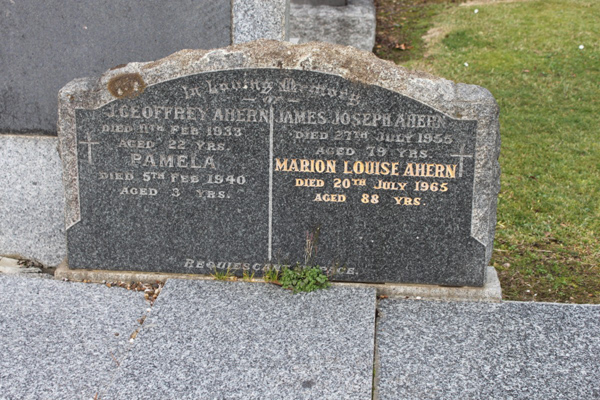 In Loving Memory
J. GEOFFREY AHERN
DIED 11TH FEB 1933
AGED 22 YRS.
PAMELA
DIED 5TH FEB 1940
AGED 3 YRS.
JAMES JOSEPH AHERN
DIED 27TH JULY 1955
AGED 79 YRS
MARION LOUISE AHERN
DIED 20TH JULY 1965
AGED 88 YRS.
REQUIESCANT PACE.